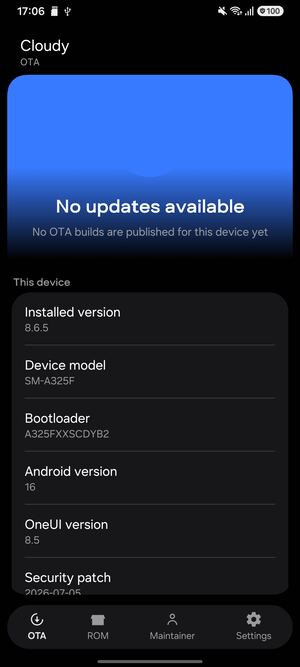 17:06
100
Cloudy
OTA
No updates available
No OTA builds are published for this device yet
This device
Installed version
8.6.5
Device model
SM-A325F
Bootloader
A325FXXSCDYB2
Android version
16
OneUI version
8.5
Security patch
2026-07-05
OTA
ROM
Maintainer
Settings